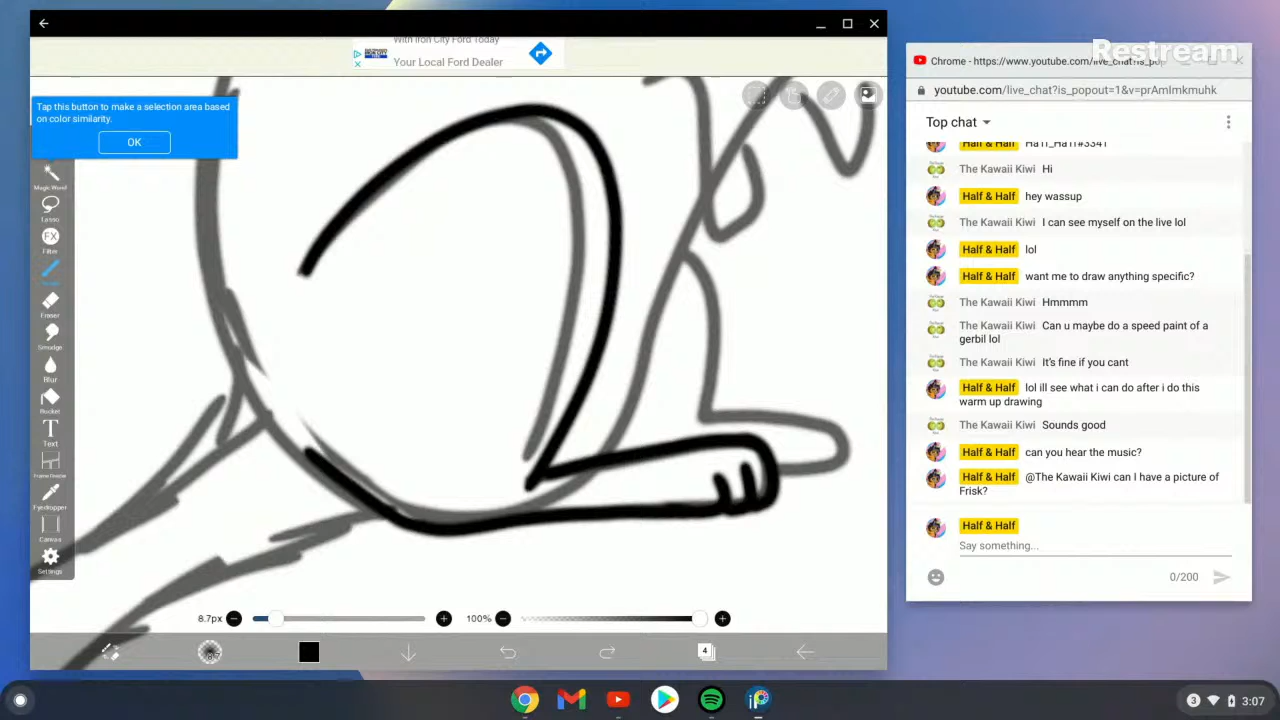 With Iron City Ford Today
Your Local Ford Dealer
Tap this button to make a selection area based
on color similarity.
OK
Magic Wand
Lasso
FX
Filter
Eraser
Smudge
Blur
Bucket
T
Text
Frame Divider
Eyedropper
Canvas
Settings
8.7px
100%
4
Restream
Chrome - https://www.youtube.com/live_chat?is_po
youtube.com/live_chat?is_popout=1&v=prAmImkmuhk
Top chat
Half & Half
The Kawaii Kiwi Hi
Half & Half hey wassup
The Kawaii Kiwi I can see myself on the live lol
Half & Half lol
Half & Half want me to draw anything specific?
The Kawaii Kiwi Hmmmm
The Kawaii Kiwi Can u maybe do a speed paint of a
gerbil lol
The Kawaii Kiwi It's fine if you cant
Half & Half lol ill see what i can do after i do this
warm up drawing
The Kawaii Kiwi Sounds good
Half & Half can you hear the music?
Half & Half @The Kawaii Kiwi can I have a picture of
Frisk?
Half & Half
Say something...
0/200
iP
3 3:07